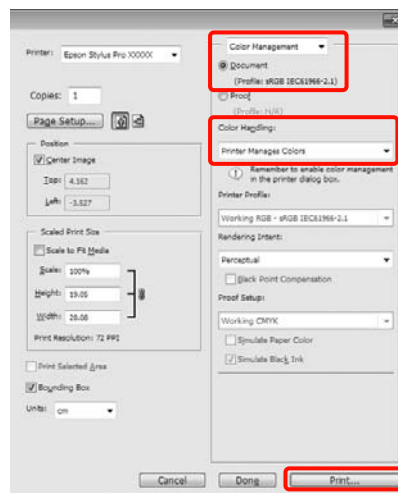 Printer: Epson Stylus Pro XXXXX
Copies: 1
Page Setup...
Position
Center Image
Top: 4.162
Left: -3.827
Scaled Print Size
Scale to Fit Media
Scale: 100%
Height: 19.05
Width: 28.08
Print Resolution: 72 PPI
Print Selected Area
Bounding Box
Units: cm
Color Management
Document
(Profile: sRGB IEC61966-2.1)
Proof
(Profile: N/A)
Color Handling:
Printer Manages Colors
Remember to enable color management
in the printer dialog box.
Printer Profile:
Working RGB - sRGB IEC61966-2.1
Rendering Intent:
Perceptual
Black Point Compensation
Proof Setup:
Working CMYK
Simulate Paper Color
Simulate Black Ink
Cancel
Done
Print...